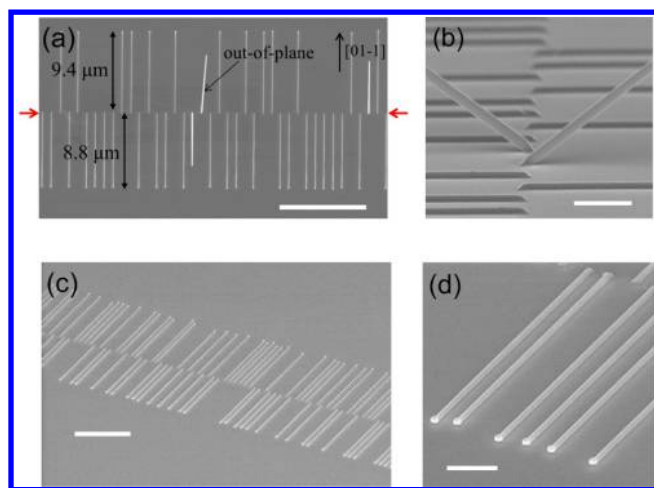 (a)
9.4 μm
out-of-plane
[01-1]
8.8 μm
(b)
(c)
(d)